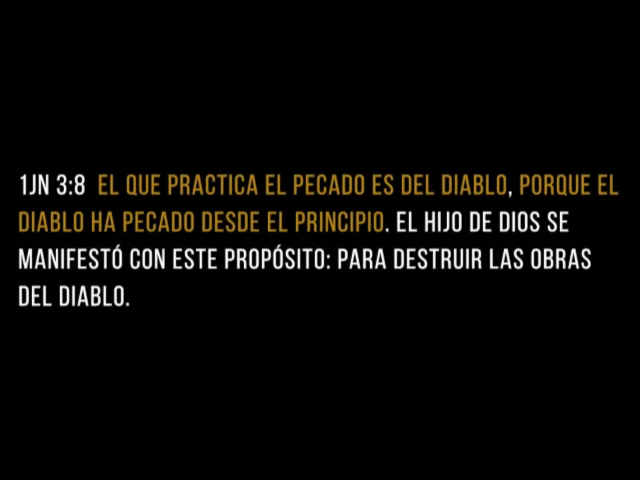 1JN 3:8 EL QUE PRACTICA EL PECADO ES DEL DIABLO, PORQUE EL
DIABLO HA PECADO DESDE EL PRINCIPIO. EL HIJO DE DIOS SE
MANIFESTÓ CON ESTE PROPÓSITO: PARA DESTRUIR LAS OBRAS
DEL DIABLO.